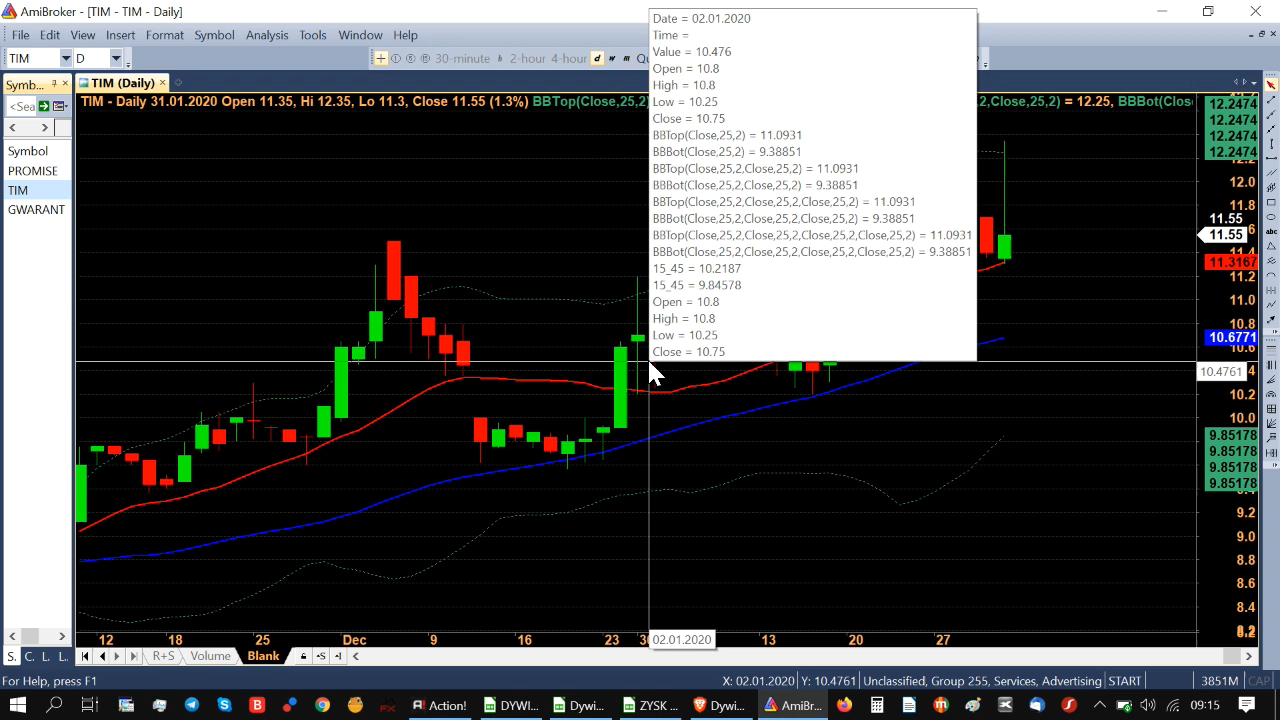 AmiBroker - [TIM - TIM - Daily]
File Edit View Insert Format Symbol Analysis Tools Window Help
TIM D 30-minute h 2-hour 4-hour d w m
Symb...
TIM (Daily)
<Sea
TIM - Daily 31.01.2020 Open 11.35, Hi 12.35, Lo 11.3, Close 11.55 (1.3%) BBTop(Close,25,2) ,2,Close,25,2) = 12.25, BBBot(Close
Symbol
PROMISE
TIM
GWARANT
Date = 02.01.2020
Time =
Value = 10.476
Open = 10.8
High = 10.8
Low = 10.25
Close = 10.75
BBTop(Close,25,2) = 11.0931
BBBot(Close,25,2) = 9.38851
BBTop(Close,25,2,Close,25,2) = 11.0931
BBBot(Close,25,2,Close,25,2) = 9.38851
BBTop(Close,25,2,Close,25,2,Close,25,2) = 11.0931
BBBot(Close,25,2,Close,25,2,Close,25,2) = 9.38851
BBTop(Close,25,2,Close,25,2,Close,25,2,Close,25,2) = 11.0931
BBBot(Close,25,2,Close,25,2,Close,25,2,Close,25,2) = 9.38851
15_45 = 10.2187
15_45 = 9.84578
Open = 10.8
High = 10.8
Low = 10.25
Close = 10.75
12.2474
12.2474
12.2474
12.2474
12.0
11.8
11.55
11.55
11.3167
11.2
11.0
10.8
10.6771
10.4761
10.2
10.0
9.85178
9.85178
9.85178
9.85178
9.2
9.0
8.8
8.6
8.4
12 18 25 Dec 9 16 23 02.01.2020 13 20 27
S. C. L. L.
R+S Volume Blank
For Help, press F1
X: 02.01.2020 Y: 10.4761 Unclassified, Group 255, Services, Advertising START 3851M CAP
Action! DYWI... Dywi... ZYSK ... Dywi... AmiBr... 09:15